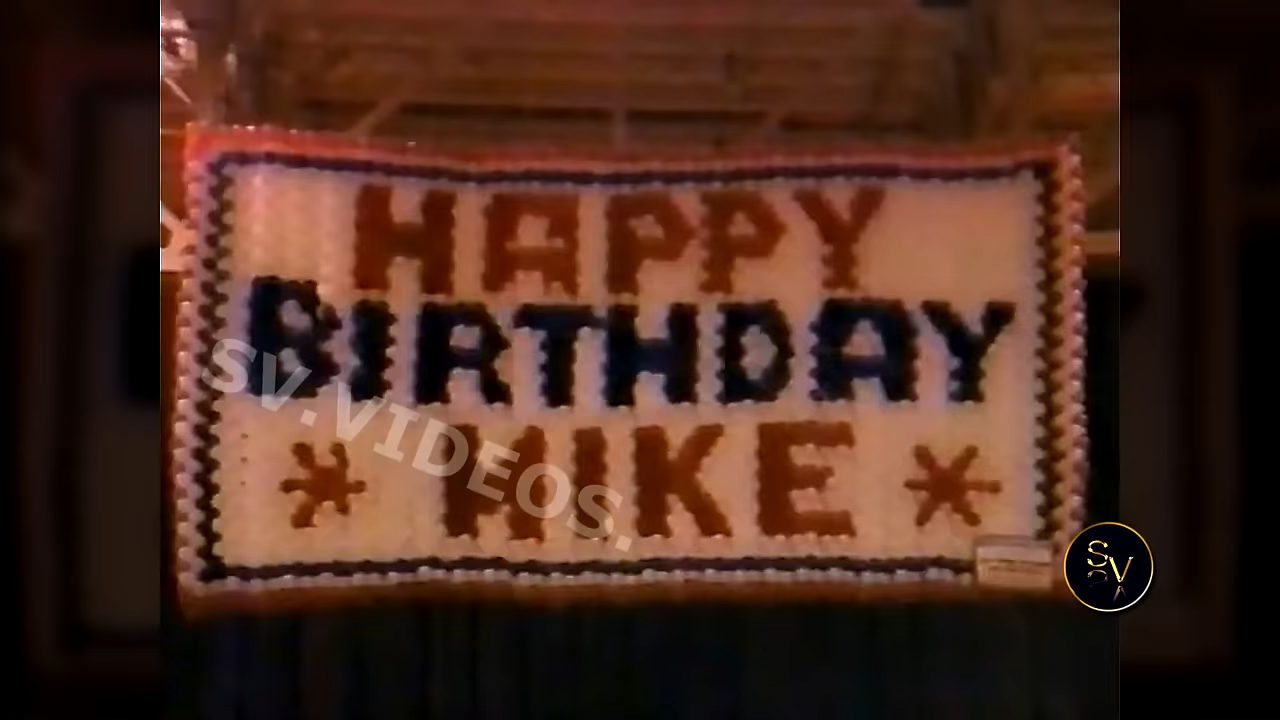 HAPPY
BIRTHDAY
* MIKE *
SV.VIDEOS.
SV